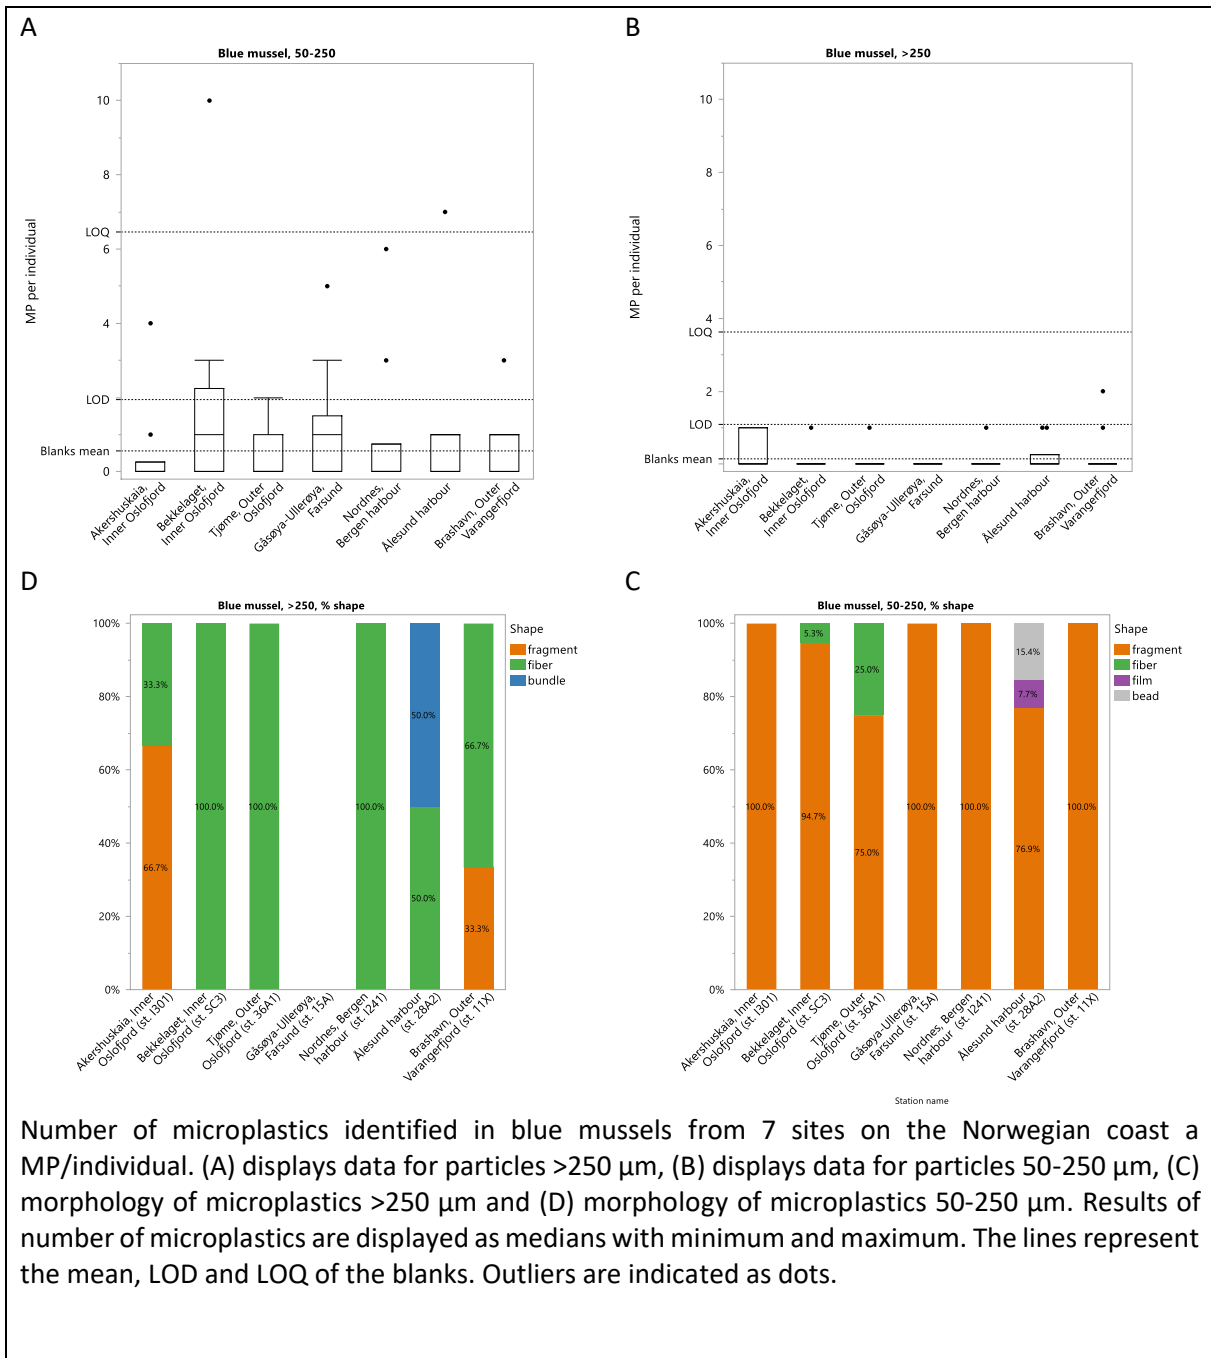 A
Blue mussel, 50-250
MP per individual
10
8
LOQ
6
4
LOD
2
Blanks mean
0
Akershuskaia,
Inner Oslofjord
Bekkelaget,
Inner Oslofjord
Tjøme, Outer
Oslofjord
Gåsøya-Ullerøya,
Farsund
Nordnes,
Bergen harbour
Ålesund harbour
Brashavn, Outer
Varangerfjord
B
Blue mussel, >250
MP per individual
10
8
6
4
LOQ
2
LOD
Blanks mean
Akershuskaia,
Inner Oslofjord
Bekkelaget,
Inner Oslofjord
Tjøme, Outer
Oslofjord
Gåsøya-Ullerøya,
Farsund
Nordnes,
Bergen harbour
Ålesund harbour
Brashavn, Outer
Varangerfjord
D
Blue mussel, >250, % shape
100%
80%
60%
40%
20%
0%
33.3%
66.7%
100.0%
100.0%
100.0%
50.0%
50.0%
66.7%
33.3%
Shape
fragment
fiber
bundle
Akershuskaia, Inner
Oslofjord (st. I301)
Bekkelaget, Inner
Oslofjord (st. SC3)
Tjøme, Outer
Oslofjord (st. 36A1)
Gåsøya-Ullerøya,
Farsund (st. 15A)
Nordnes, Bergen
harbour (st. I241)
Ålesund harbour
(st. 28A2)
Brashavn, Outer
Varangerfjord (st. 11X)
C
Blue mussel, 50-250, % shape
100%
80%
60%
40%
20%
0%
100.0%
5.3%
94.7%
25.0%
75.0%
100.0%
100.0%
15.4%
7.7%
76.9%
100.0%
Shape
fragment
fiber
film
bead
Akershuskaia, Inner
Oslofjord (st. I301)
Bekkelaget, Inner
Oslofjord (st. SC3)
Tjøme, Outer
Oslofjord (st. 36A1)
Gåsøya-Ullerøya,
Farsund (st. 15A)
Nordnes, Bergen
harbour (st. I241)
Ålesund harbour
(st. 28A2)
Brashavn, Outer
Varangerfjord (st. 11X)
Station name
Number of microplastics identified in blue mussels from 7 sites on the Norwegian coast a
MP/individual. (A) displays data for particles >250 µm, (B) displays data for particles 50-250 µm, (C)
morphology of microplastics >250 µm and (D) morphology of microplastics 50-250 µm. Results of
number of microplastics are displayed as medians with minimum and maximum. The lines represent
the mean, LOD and LOQ of the blanks. Outliers are indicated as dots.